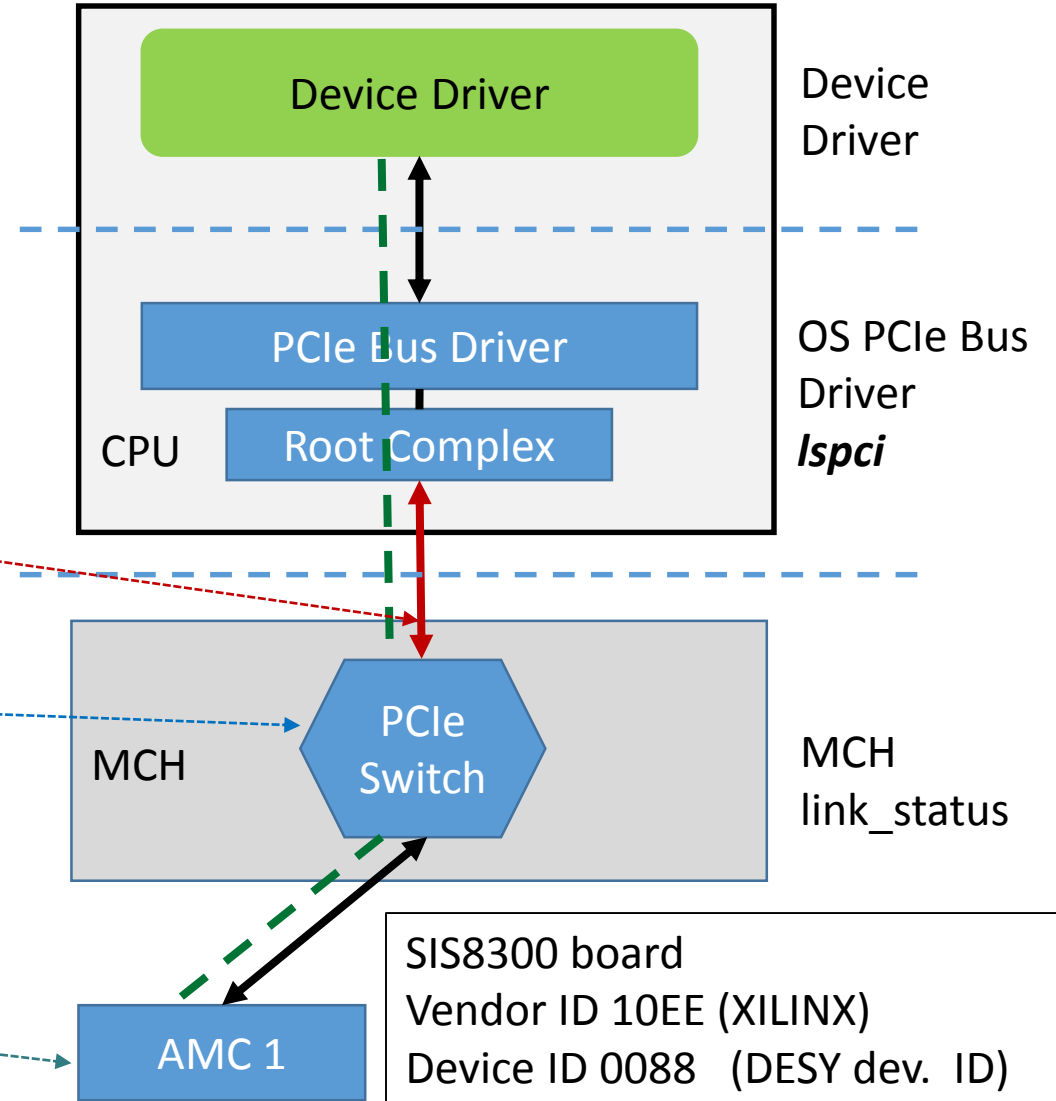 Device Driver
Device
Driver
PCIe Bus Driver
OS PCIe Bus
Driver
lspci
CPU
Root Complex
PCIe
Switch
MCH
MCH
link_status
SIS8300 board
Vendor ID 10EE (XILINX)
Device ID 0088 (DESY dev. ID)
AMC 1